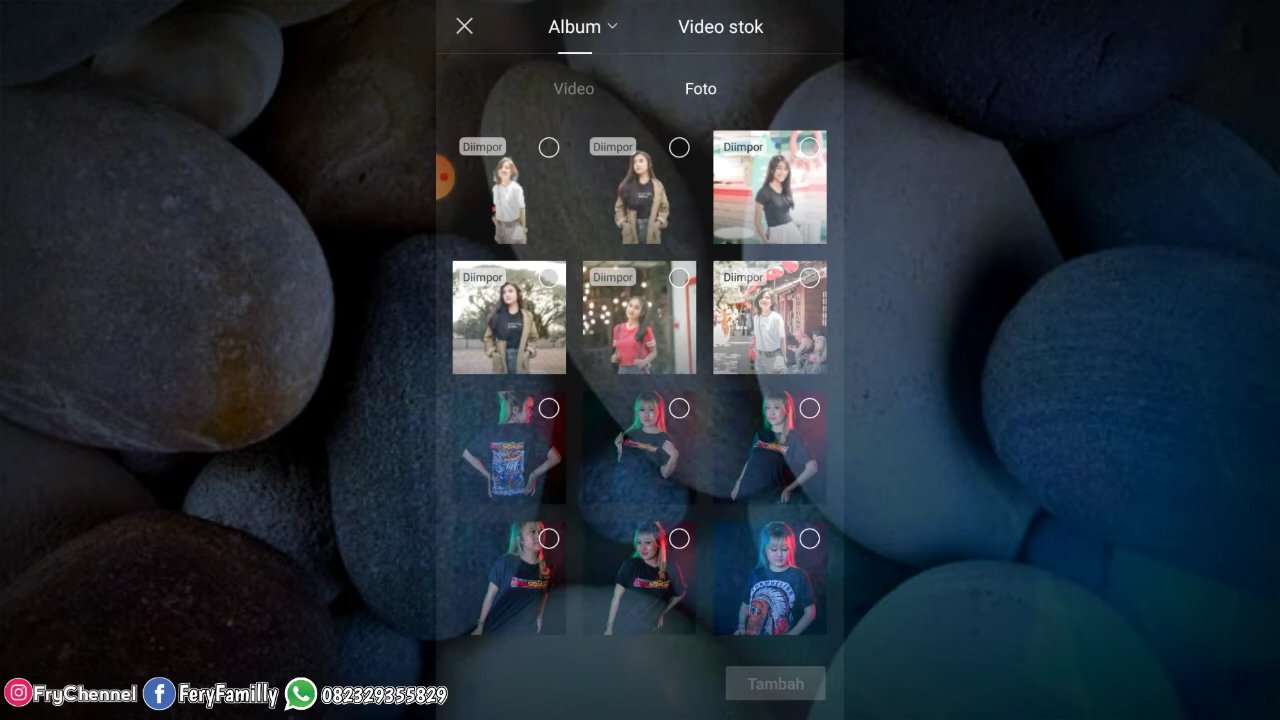 Album Video stok
Video Foto
Diimpor Diimpor Diimpor
Diimpor Diimpor Diimpor
Tambah
FryChennel FeryFamilly 082329355829